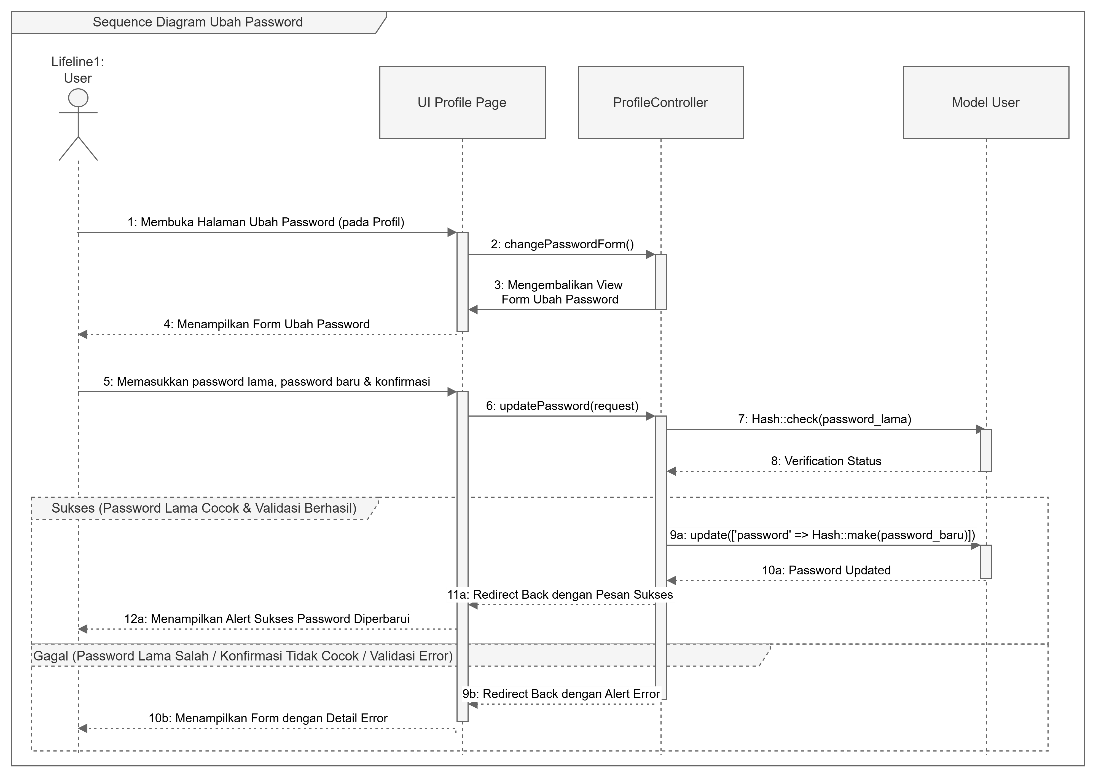 Sequence Diagram Ubah Password
Lifeline1:
User
UI Profile Page
ProfileController
Model User
1: Membuka Halaman Ubah Password (pada Profil)
2: changePasswordForm()
3: Mengembalikan View
Form Ubah Password
4: Menampilkan Form Ubah Password
5: Memasukkan password lama, password baru & konfirmasi
6: updatePassword(request)
7: Hash::check(password_lama)
8: Verification Status
Sukses (Password Lama Cocok & Validasi Berhasil)
9a: update(['password' => Hash::make(password_baru)])
10a: Password Updated
11a: Redirect Back dengan Pesan Sukses
12a: Menampilkan Alert Sukses Password Diperbarui
Gagal (Password Lama Salah / Konfirmasi Tidak Cocok / Validasi Error)
9b: Redirect Back dengan Alert Error
10b: Menampilkan Form dengan Detail Error